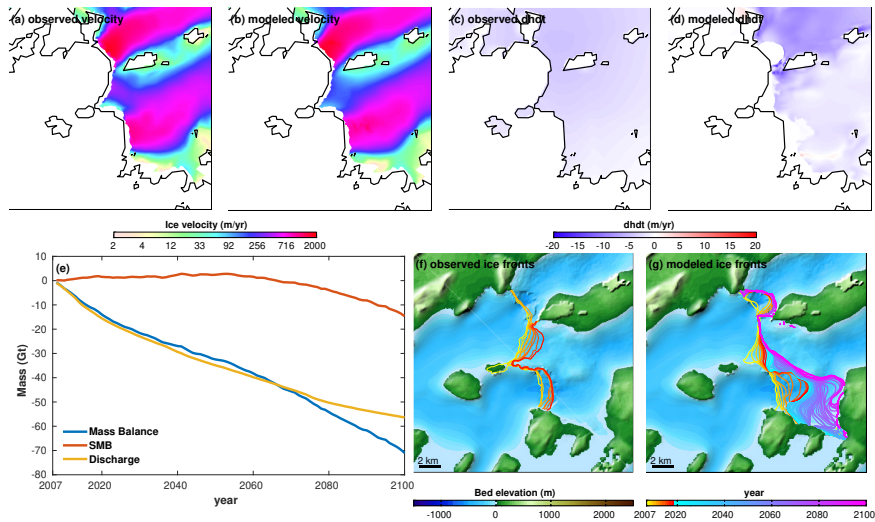 (a) observed velocity
(b) modeled velocity
(c) observed dhdt
(d) modeled dhdt
Ice velocity (m/yr)
2 4 12 33 92 256 716 2000
dhdt (m/yr)
-20 -15 -10 -5 0 5 10 15 20
(e)
10
0
-10
-20
-30
-40
-50
-60
-70
-80
Mass (Gt)
Mass Balance
SMB
Discharge
2007 2020 2040 2060 2080 2100
year
(f) observed ice fronts
2 km
(g) modeled ice fronts
2 km
Bed elevation (m)
-1000 0 1000 2000
year
2007 2020 2040 2060 2080 2100